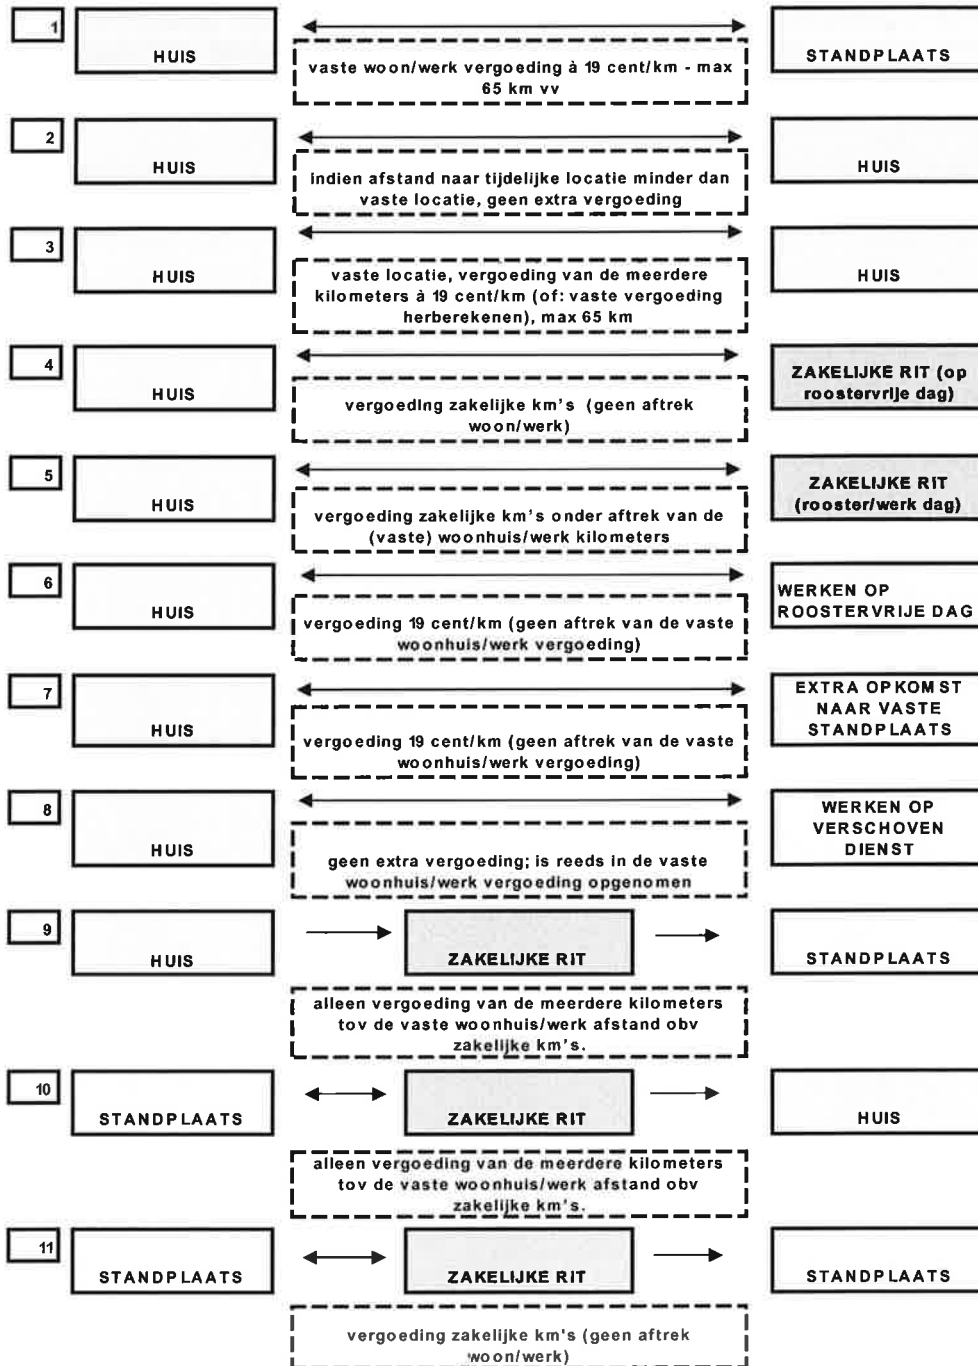 1
HUIS
vaste woon/werk vergoeding à 19 cent/km - max
65 km vv
STANDPLAATS
2
HUIS
indien afstand naar tijdelijke locatie minder dan
vaste locatie, geen extra vergoeding
HUIS
3
HUIS
vaste locatie, vergoeding van de meerdere
kilometers à 19 cent/km (of: vaste vergoeding
herberekenen), max 65 km
HUIS
4
HUIS
vergoeding zakelijke km's (geen aftrek
woon/werk)
ZAKELIJKE RIT (op
roostervrije dag)
5
HUIS
vergoeding zakelijke km's onder aftrek van de
(vaste) woonhuis/werk kilometers
ZAKELIJKE RIT
(rooster/werk dag)
6
HUIS
vergoeding 19 cent/km (geen aftrek van de vaste
woonhuis/werk vergoeding)
WERKEN OP
ROOSTERVRIJE DAG
7
HUIS
vergoeding 19 cent/km (geen aftrek van de vaste
woonhuis/werk vergoeding)
EXTRA OPKOMST
NAAR VASTE
STANDPLAATS
8
HUIS
geen extra vergoeding; is reeds in de vaste
woonhuis/werk vergoeding opgenomen
WERKEN OP
VERSCHOVEN
DIENST
9
HUIS
ZAKELIJKE RIT
STANDPLAATS
alleen vergoeding van de meerdere kilometers
tov de vaste woonhuis/werk afstand obv
zakelijke km's.
10
STANDPLAATS
ZAKELIJKE RIT
HUIS
alleen vergoeding van de meerdere kilometers
tov de vaste woonhuis/werk afstand obv
zakelijke km's.
11
STANDPLAATS
ZAKELIJKE RIT
STANDPLAATS
vergoeding zakelijke km's (geen aftrek
woon/werk)